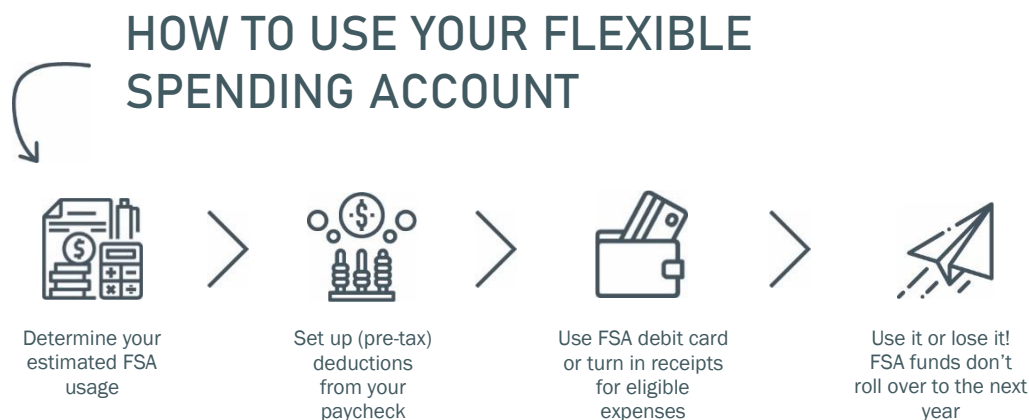 HOW TO USE YOUR FLEXIBLE
SPENDING ACCOUNT
Determine your
estimated FSA
usage
Set up (pre-tax)
deductions
from your
paycheck
Use FSA debit card
or turn in receipts
for eligible
expenses
Use it or lose it!
FSA funds don't
roll over to the next
year